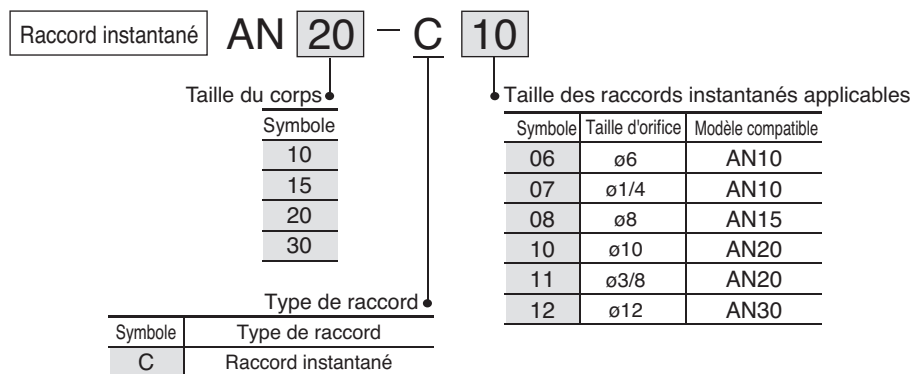 Raccord instantané AN 20 – C 10
Taille du corps
Symbole
10
15
20
30
Type de raccord
Symbole Type de raccord
C Raccord instantané
Taille des raccords instantanés applicables
Symbole Taille d'orifice Modèle compatible
06 ø6 AN10
07 ø1/4 AN10
08 ø8 AN15
10 ø10 AN20
11 ø3/8 AN20
12 ø12 AN30